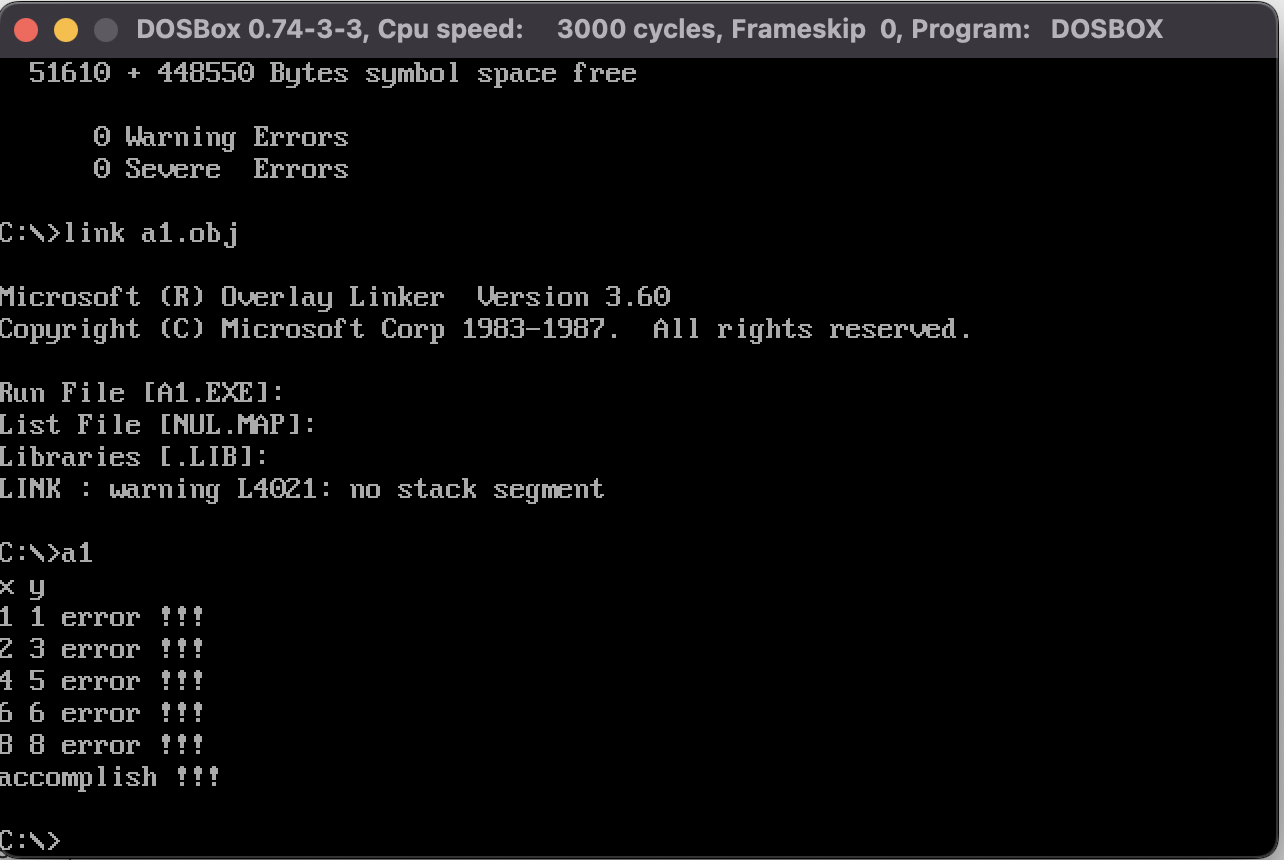 DOSBox 0.74-3-3, Cpu speed: 3000 cycles, Frameskip 0, Program: DOSBOX
51610 + 448550 Bytes symbol space free
0 Warning Errors
0 Severe Errors
C:\>link a1.obj
Microsoft (R) Overlay Linker Version 3.60
Copyright (C) Microsoft Corp 1983-1987. All rights reserved.
Run File [A1.EXE]:
List File [NUL.MAP]:
Libraries [.LIB]:
LINK : warning L4021: no stack segment
C:\>a1
x y
1 1 error !!!
2 3 error !!!
4 5 error !!!
6 6 error !!!
8 8 error !!!
accomplish !!!
C:\>